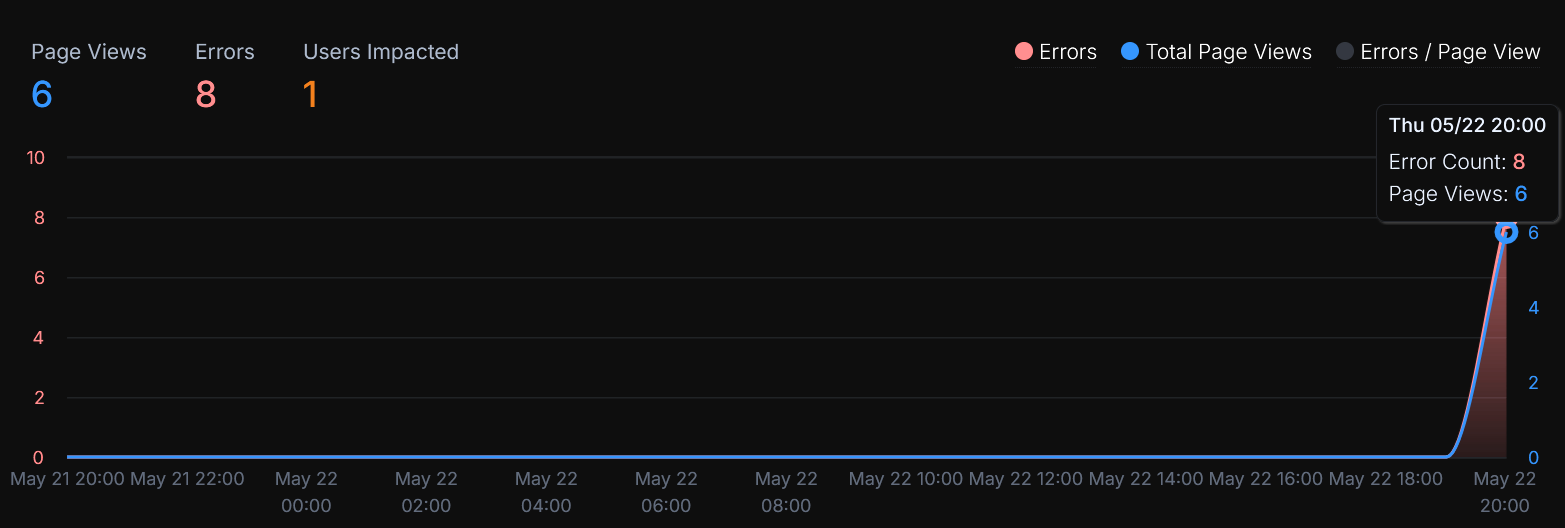 Page Views Errors Users Impacted
6 8 1
Errors Total Page Views Errors / Page View
Thu 05/22 20:00
Error Count: 8
Page Views: 6
10
8
6
4
2
0
6
4
2
0
May 21 20:00 May 21 22:00 May 22 00:00 May 22 02:00 May 22 04:00 May 22 06:00 May 22 08:00 May 22 10:00 May 22 12:00 May 22 14:00 May 22 16:00 May 22 18:00 May 22 20:00